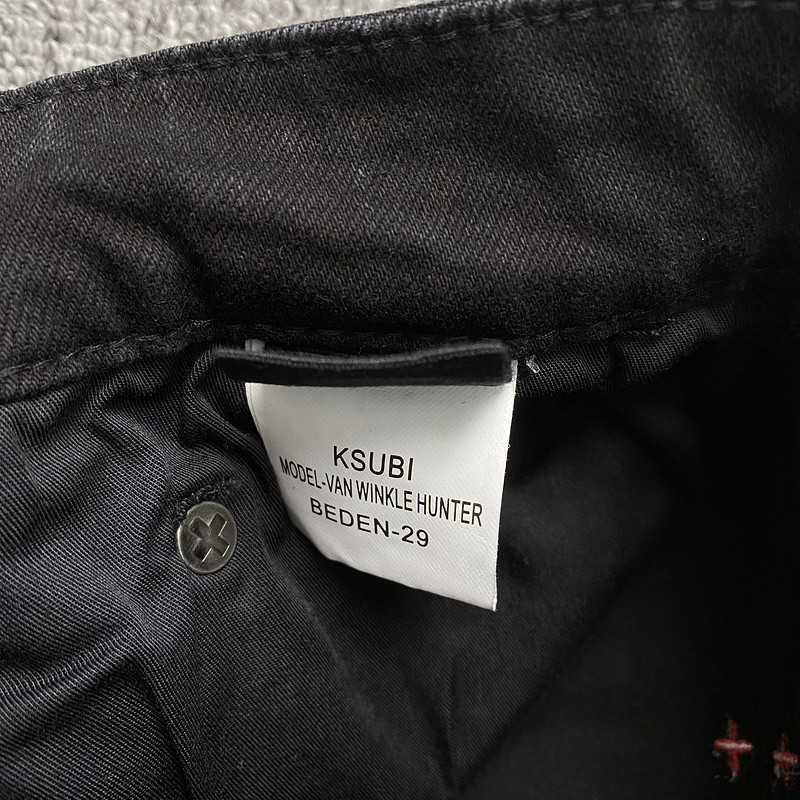 KSUBI
MODEL-VAN WINKLE HUNTER
BEDEN-29